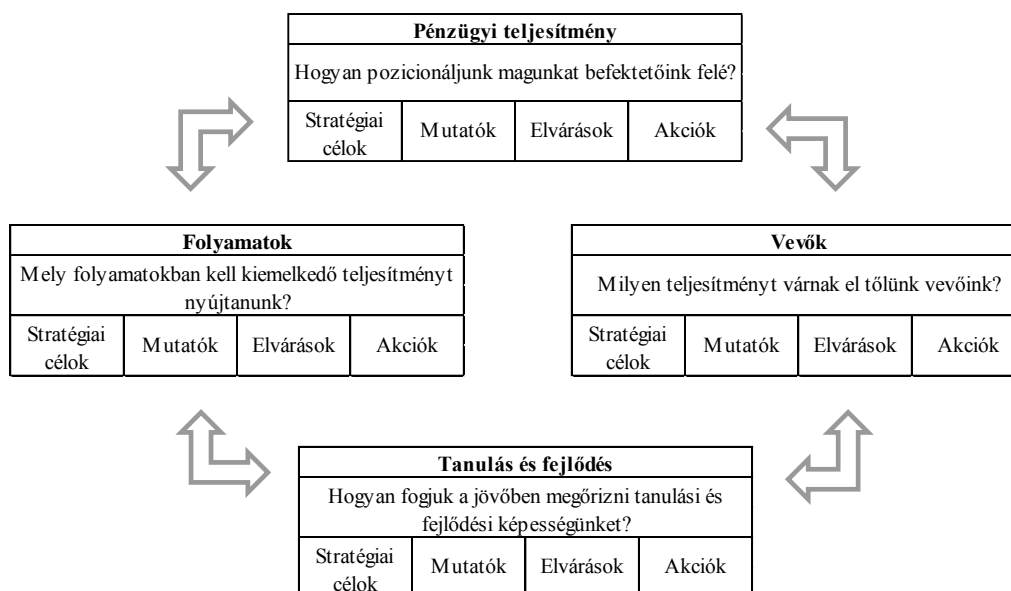 Pénzügyi teljesítmény
Hogyan pozicionáljunk magunkat befektetőink felé?
Stratégiai
célok
Mutatók
Elvárások
Akciók
Folyamatok
Mely folyamatokban kell kiemelkedő teljesítményt
nyújtanunk?
Stratégiai
célok
Mutatók
Elvárások
Akciók
Vevők
Milyen teljesítményt várnak el tőlünk vevőink?
Stratégiai
célok
Mutatók
Elvárások
Akciók
Tanulás és fejlődés
Hogyan fogjuk a jövőben megőrizni tanulási és
fejlődési képességünket?
Stratégiai
célok
Mutatók
Elvárások
Akciók